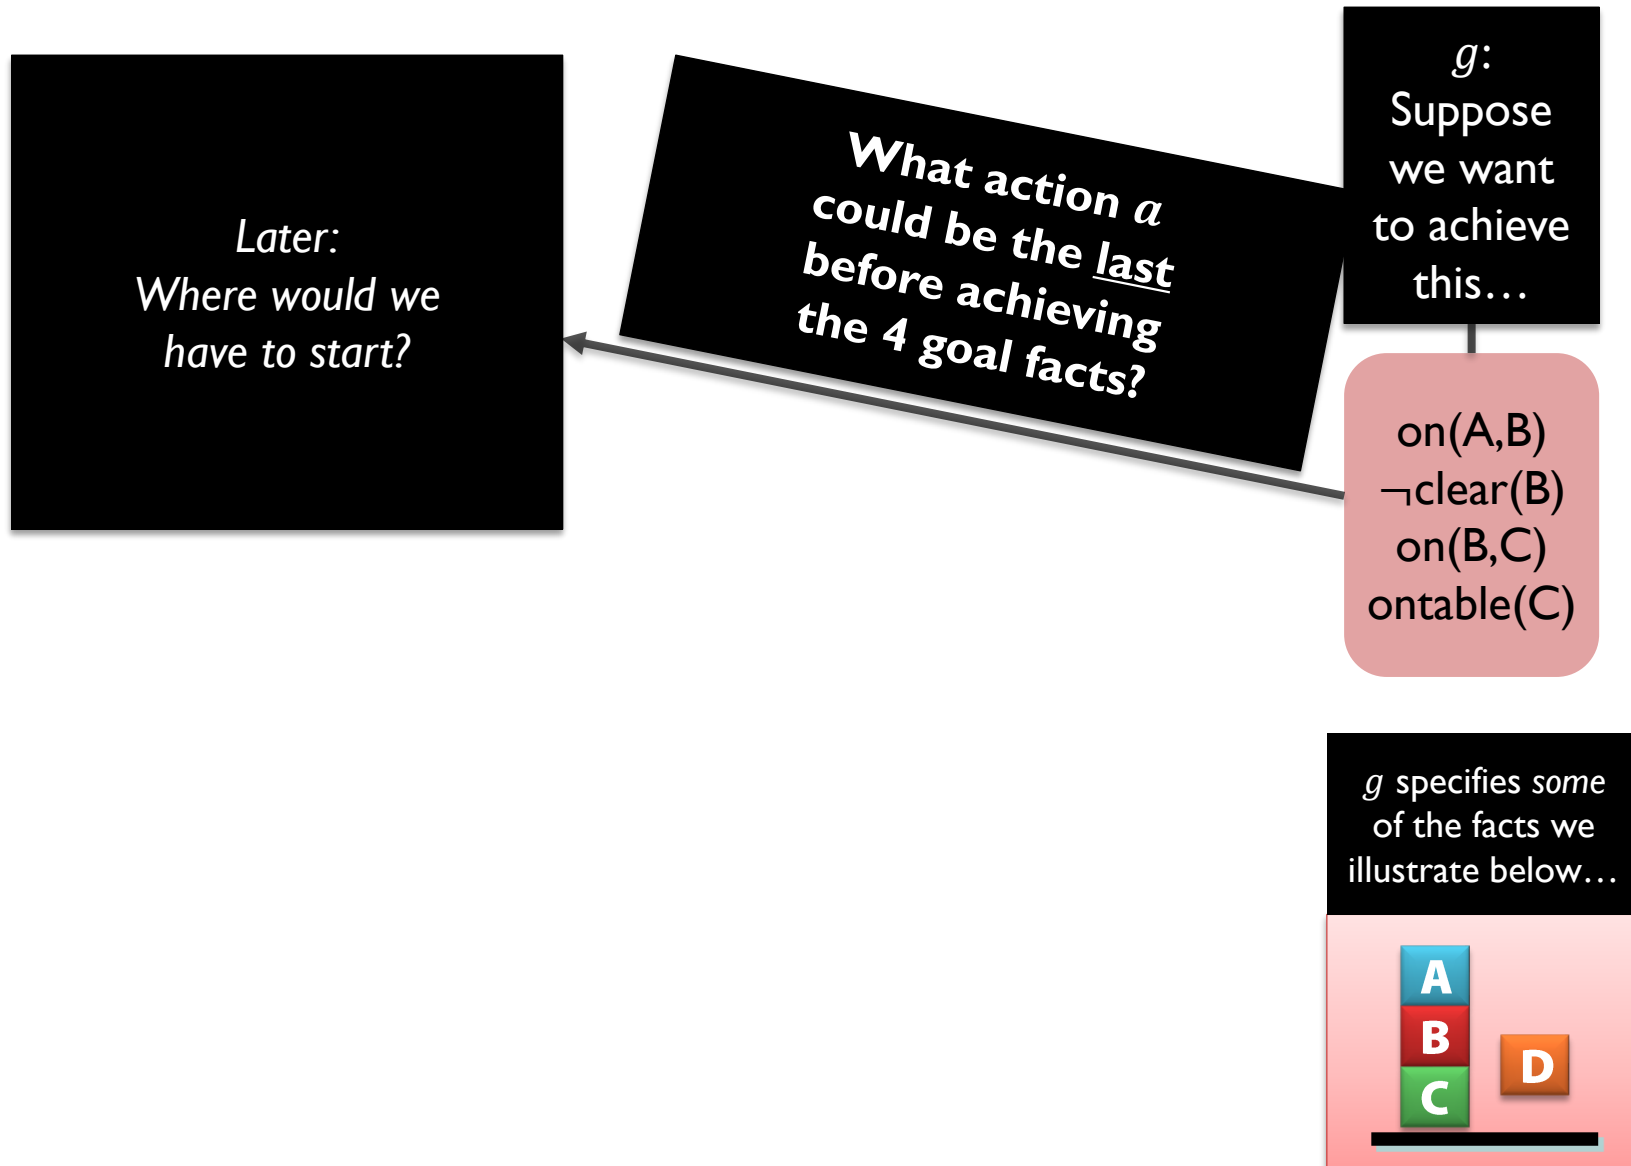 Later:
Where would we
have to start?
What action a
could be the last
before achieving
the 4 goal facts?
g:
Suppose
we want
to achieve
this…
on(A,B)
¬clear(B)
on(B,C)
ontable(C)
g specifies some
of the facts we
illustrate below…
A
B
C
D